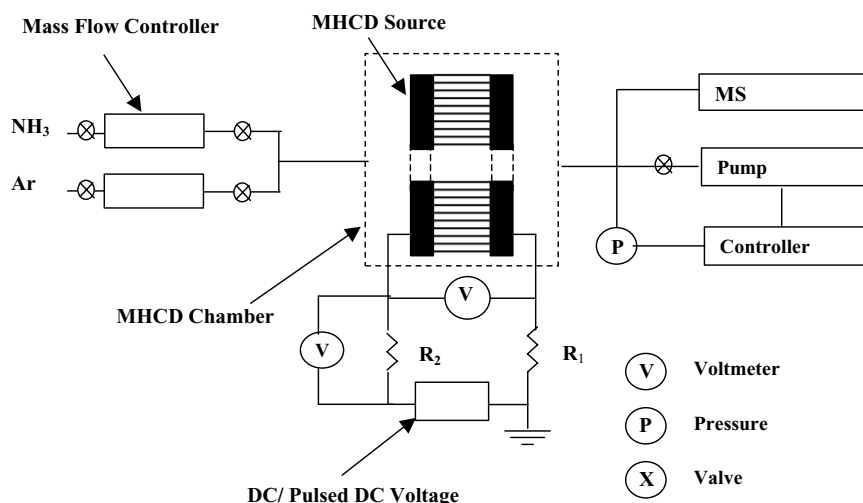 Mass Flow Controller
MHCD Source
NH₃
Ar
MS
Pump
P
Controller
V
MHCD Chamber
V
R₂
R₁
V Voltmeter
P Pressure
X Valve
DC/ Pulsed DC Voltage